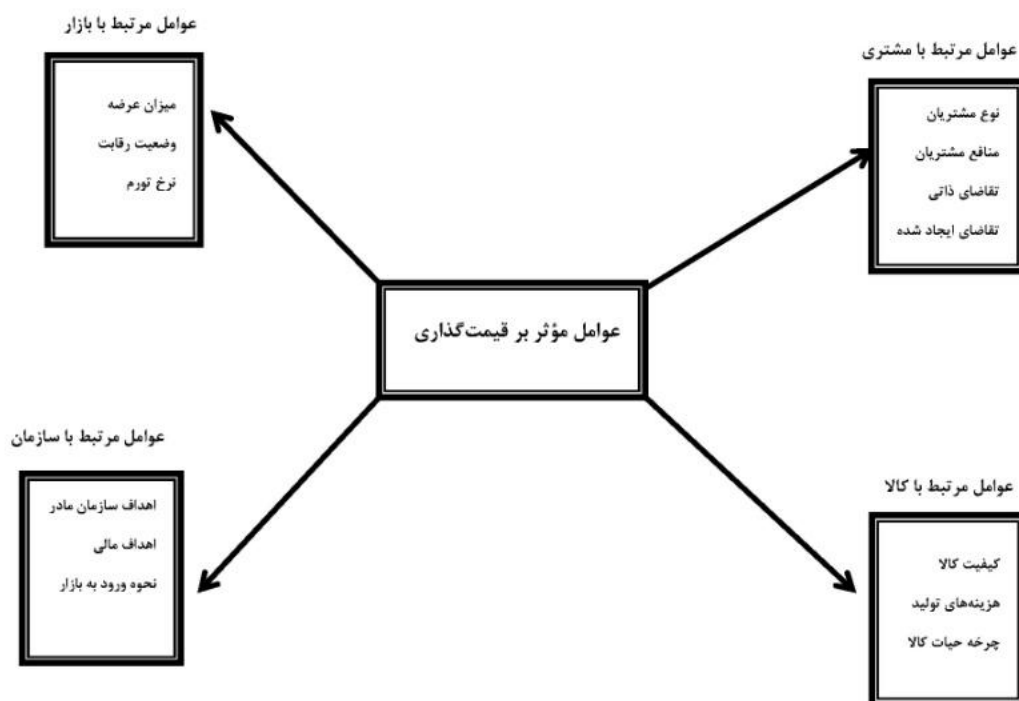 عوامل مرتبط با بازار
میزان عرضه
وضعیت رقابت
نرخ تورم
عوامل مرتبط با مشتری
نوع مشتریان
منافع مشتریان
تقاضای ذاتی
تقاضای ایجاد شده
عوامل مؤثر بر قیمت‌گذاری
عوامل مرتبط با سازمان
اهداف سازمان مادر
اهداف مالی
نحوه ورود به بازار
عوامل مرتبط با کالا
کیفیت کالا
هزینه‌های تولید
چرخه حیات کالا